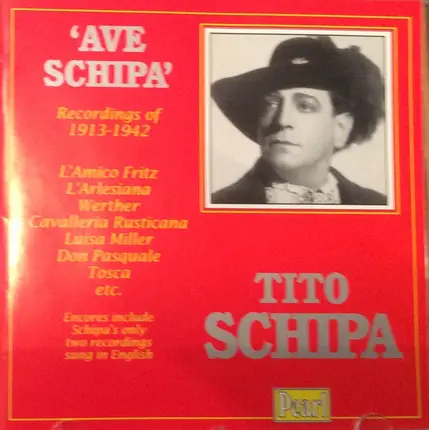 'AVE
SCHIPA'
Recordings of
1913-1942
L'Amico Fritz
L'Arlesiana
Werther
Cavalleria Rusticana
Luisa Miller
Don Pasquale
Tosca
etc.
Encores include
Schipa's only
two recordings
sung in English
TITO
SCHIPA
Pearl